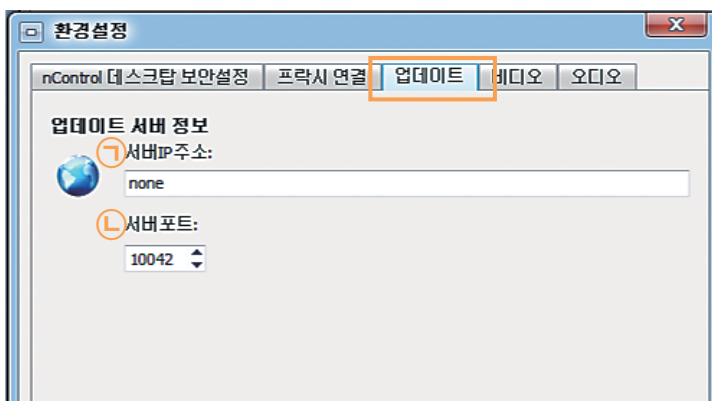 환경설정
nControl 데스크탑 보안설정 프락시 연결 업데이트 비디오 오디오
업데이트 서버 정보
㉠ 서버IP주소:
none
㉡ 서버포트:
10042